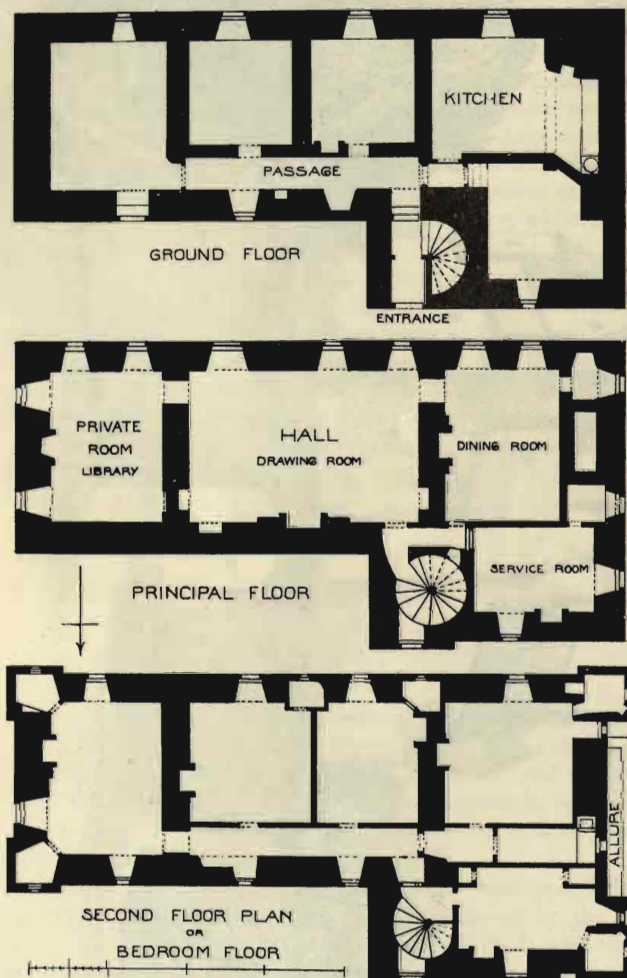 KITCHEN
PASSAGE
GROUND FLOOR
ENTRANCE
PRIVATE
ROOM
LIBRARY
HALL
DRAWING ROOM
DINING ROOM
SERVICE ROOM
PRINCIPAL FLOOR
ALLURE
SECOND FLOOR PLAN
OR
BEDROOM FLOOR